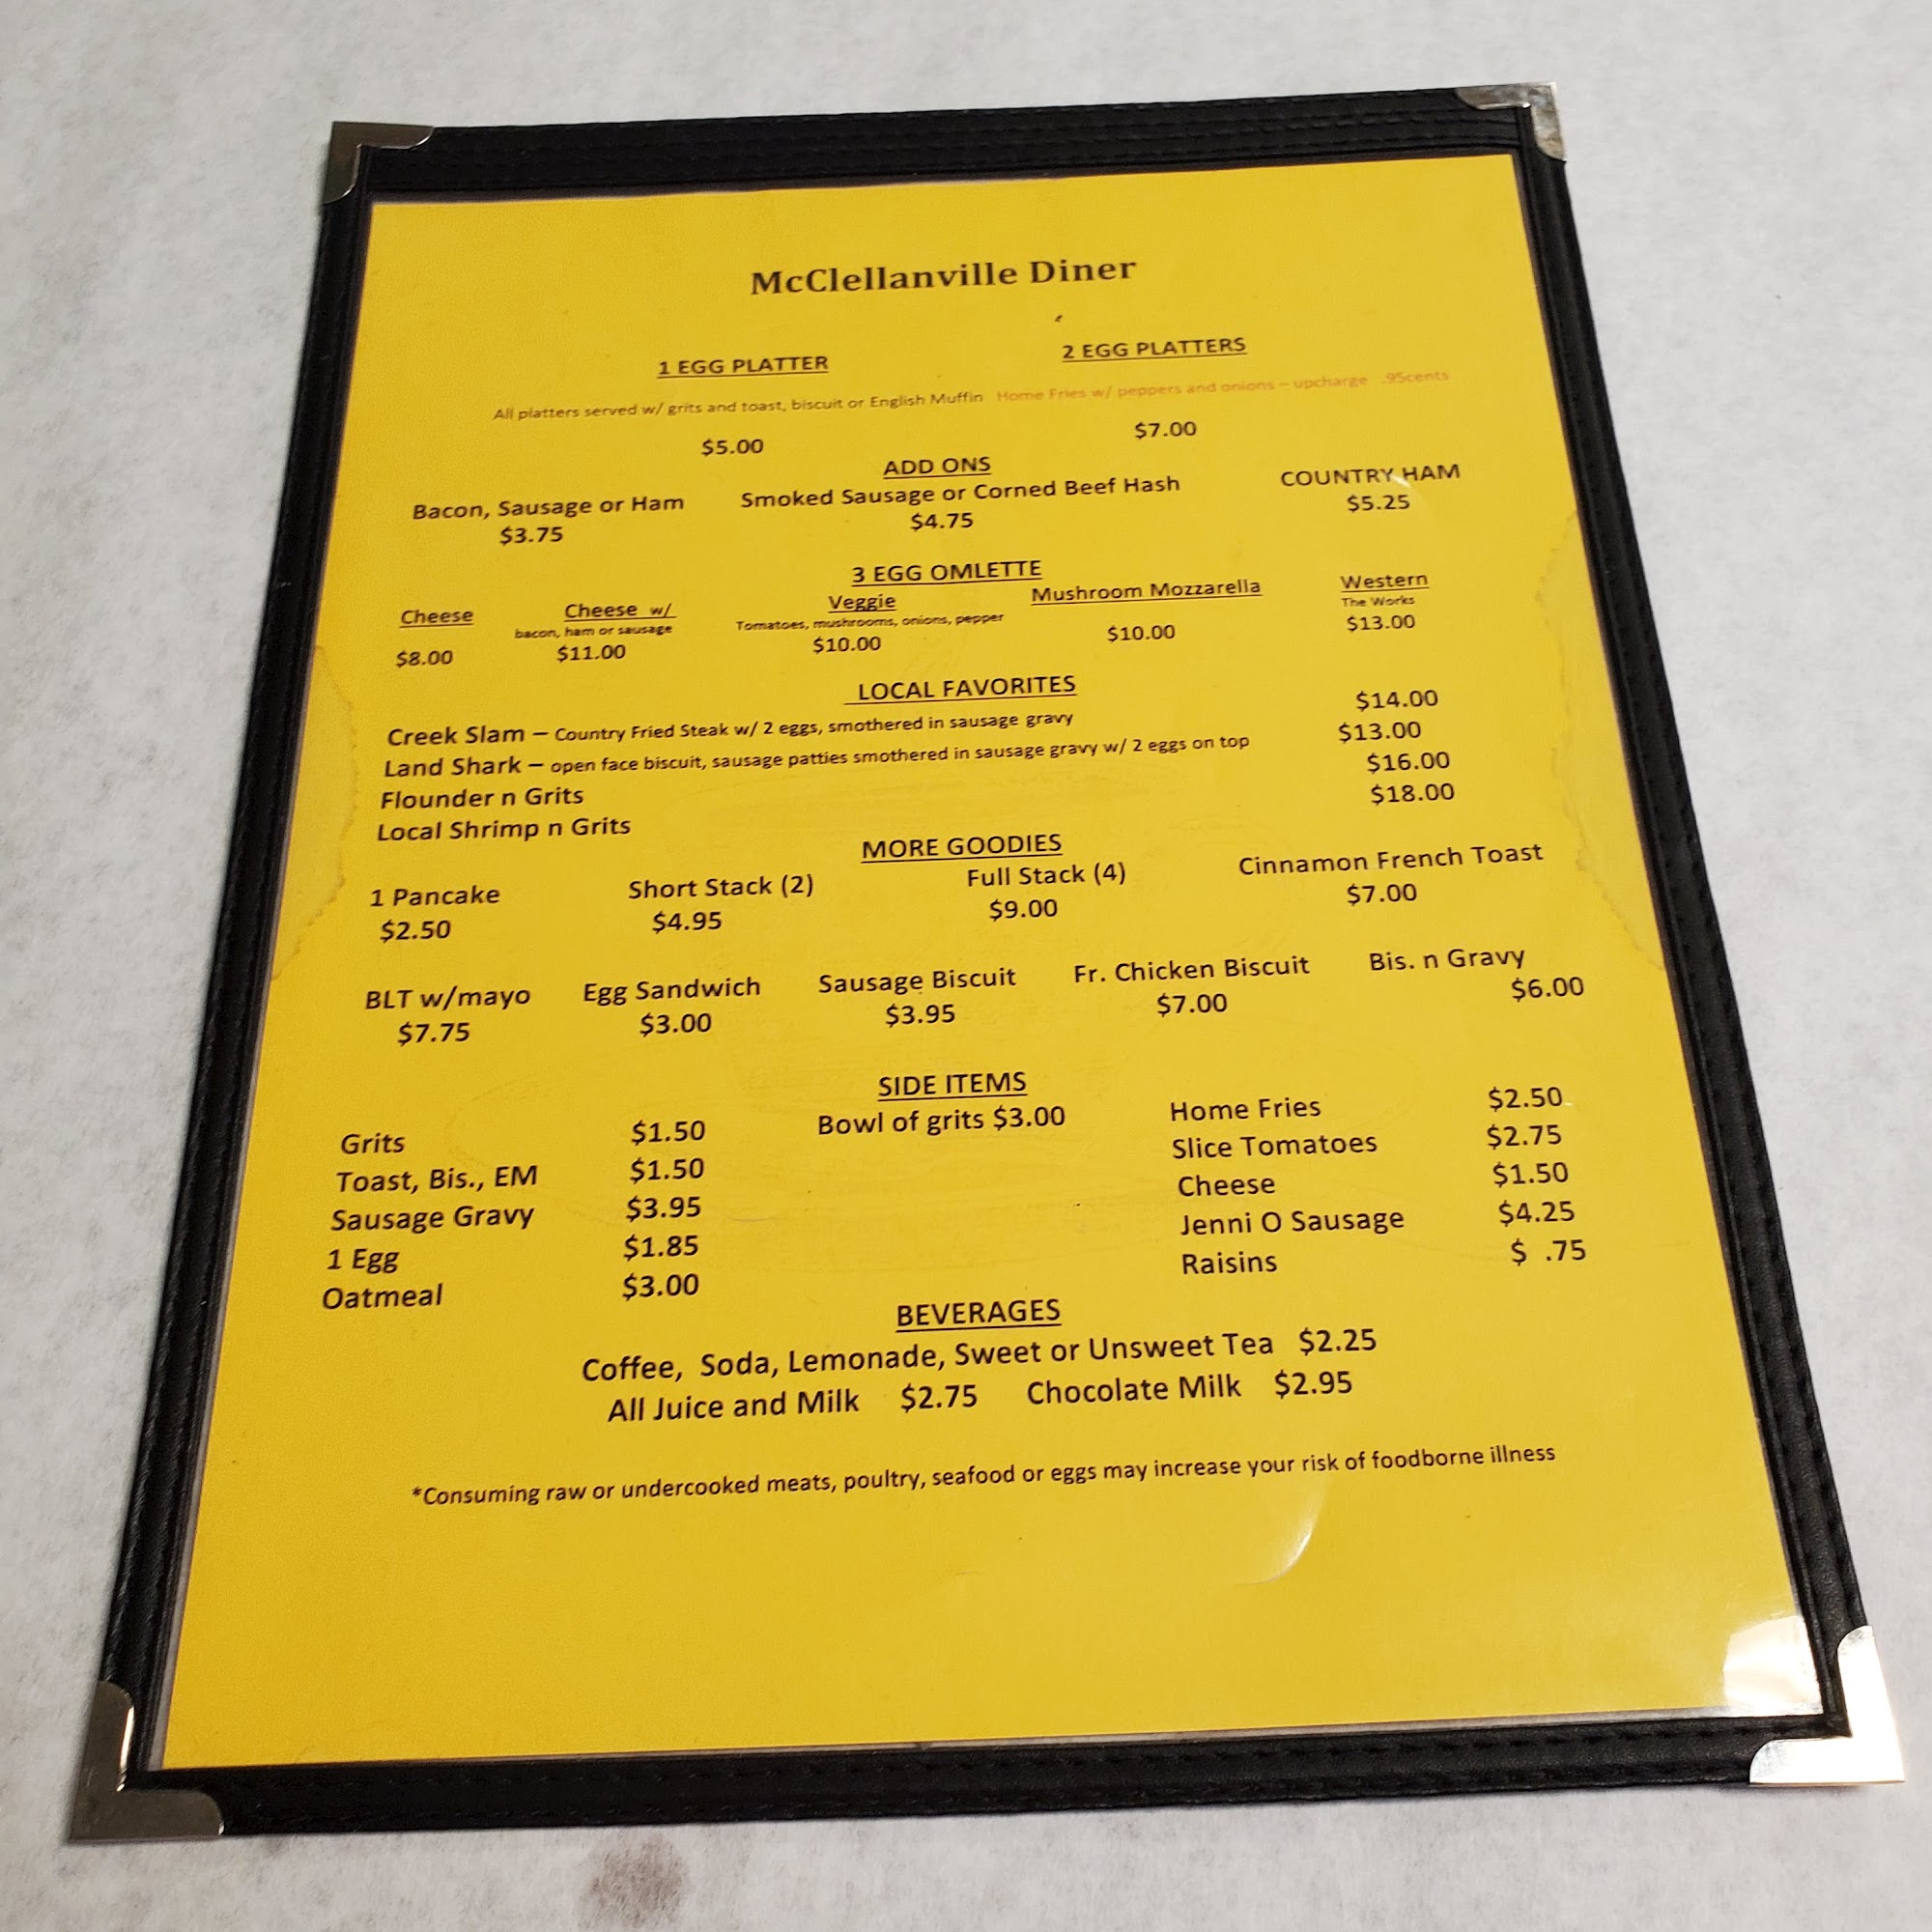 McClellanville Diner
1 EGG PLATTER 2 EGG PLATTERS
All platters served w/ grits and toast, biscuit or English Muffin Home Fries w/ peppers and onions – upcharge .95cents
$5.00 $7.00
ADD ONS
Bacon, Sausage or Ham Smoked Sausage or Corned Beef Hash COUNTRY HAM
$3.75 $4.75 $5.25
3 EGG OMLETTE
Cheese Cheese w/ Veggie Mushroom Mozzarella Western
bacon, ham or sausage Tomatoes, mushrooms, onions, pepper The Works
$8.00 $11.00 $10.00 $10.00 $13.00
LOCAL FAVORITES
Creek Slam – Country Fried Steak w/ 2 eggs, smothered in sausage gravy $14.00
Land Shark – open face biscuit, sausage patties smothered in sausage gravy w/ 2 eggs on top $13.00
Flounder n Grits $16.00
Local Shrimp n Grits $18.00
MORE GOODIES
1 Pancake Short Stack (2) Full Stack (4) Cinnamon French Toast
$2.50 $4.95 $9.00 $7.00
BLT w/mayo Egg Sandwich Sausage Biscuit Fr. Chicken Biscuit Bis. n Gravy
$7.75 $3.00 $3.95 $7.00 $6.00
SIDE ITEMS
Grits $1.50 Bowl of grits $3.00 Home Fries $2.50
Toast, Bis., EM $1.50 Slice Tomatoes $2.75
Sausage Gravy $3.95 Cheese $1.50
1 Egg $1.85 Jenni O Sausage $4.25
Oatmeal $3.00 Raisins $ .75
BEVERAGES
Coffee, Soda, Lemonade, Sweet or Unsweet Tea $2.25
All Juice and Milk $2.75 Chocolate Milk $2.95
*Consuming raw or undercooked meats, poultry, seafood or eggs may increase your risk of foodborne illness